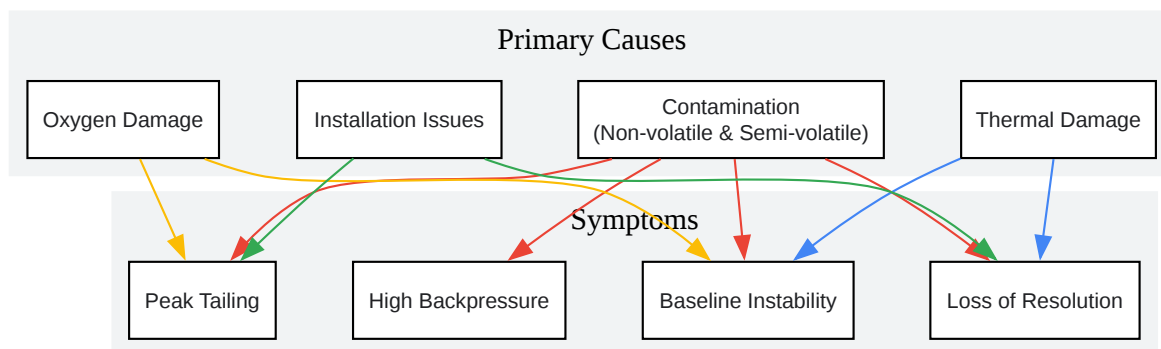 Primary Causes
Oxygen Damage
Installation Issues
Contamination
(Non-volatile & Semi-volatile)
Thermal Damage
Symptoms
Peak Tailing
High Backpressure
Baseline Instability
Loss of Resolution